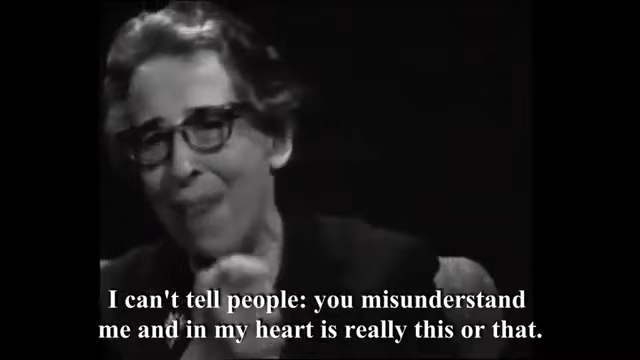 I can't tell people: you misunderstand
me and in my heart is really this or that.